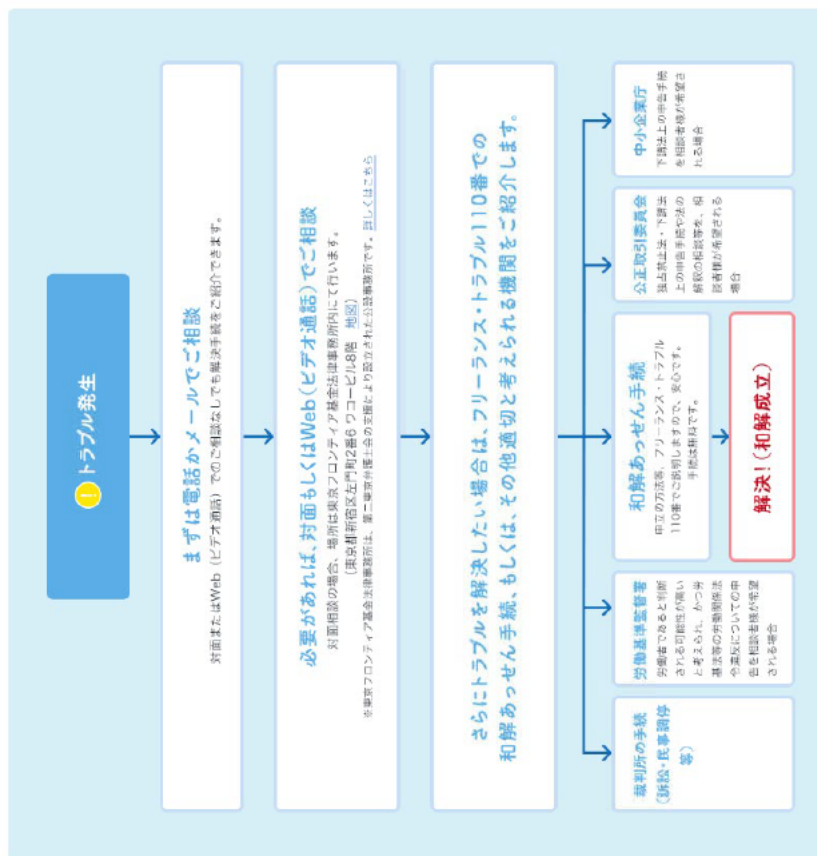 ! トラブル発生
まずは電話かメールでご相談
対面またはWeb(ビデオ通話)でのご相談なしでも解決手続をご紹介できます。
必要があれば、対面もしくはWeb(ビデオ通話)でご相談
対面相談の場合、場所は東京フロンティア基金法律事務所内にて行います。
(東京都新宿区左門町2番6 ワコービル8階 地図)
※東京フロンティア基金法律事務所は、第二東京弁護士会の支援により設立された公設事務所です。詳しくはこちら
さらにトラブルを解決したい場合は、フリーランス・トラブル110番での
和解あっせん手続、もしくは、その他適切と考えられる機関をご紹介します。
裁判所の手続
(訴訟・民事調停
等)
労働基準監督署
労働者であると判断
される可能性が高い
と考えられ、かつ労
基法等の労働関係法
令違反についての申
告を相談者様が希望
される場合
和解あっせん手続
申立の方法等、フリーランス・トラブル
110番でご説明しますので、安心です。
手続は無料です。
解決!(和解成立)
公正取引委員会
独占禁止法・下請法
上の申告手続や法の
解釈の相談等を、相
談者様が希望される
場合
中小企業庁
下請法上の申告手続
を相談者様が希望さ
れる場合